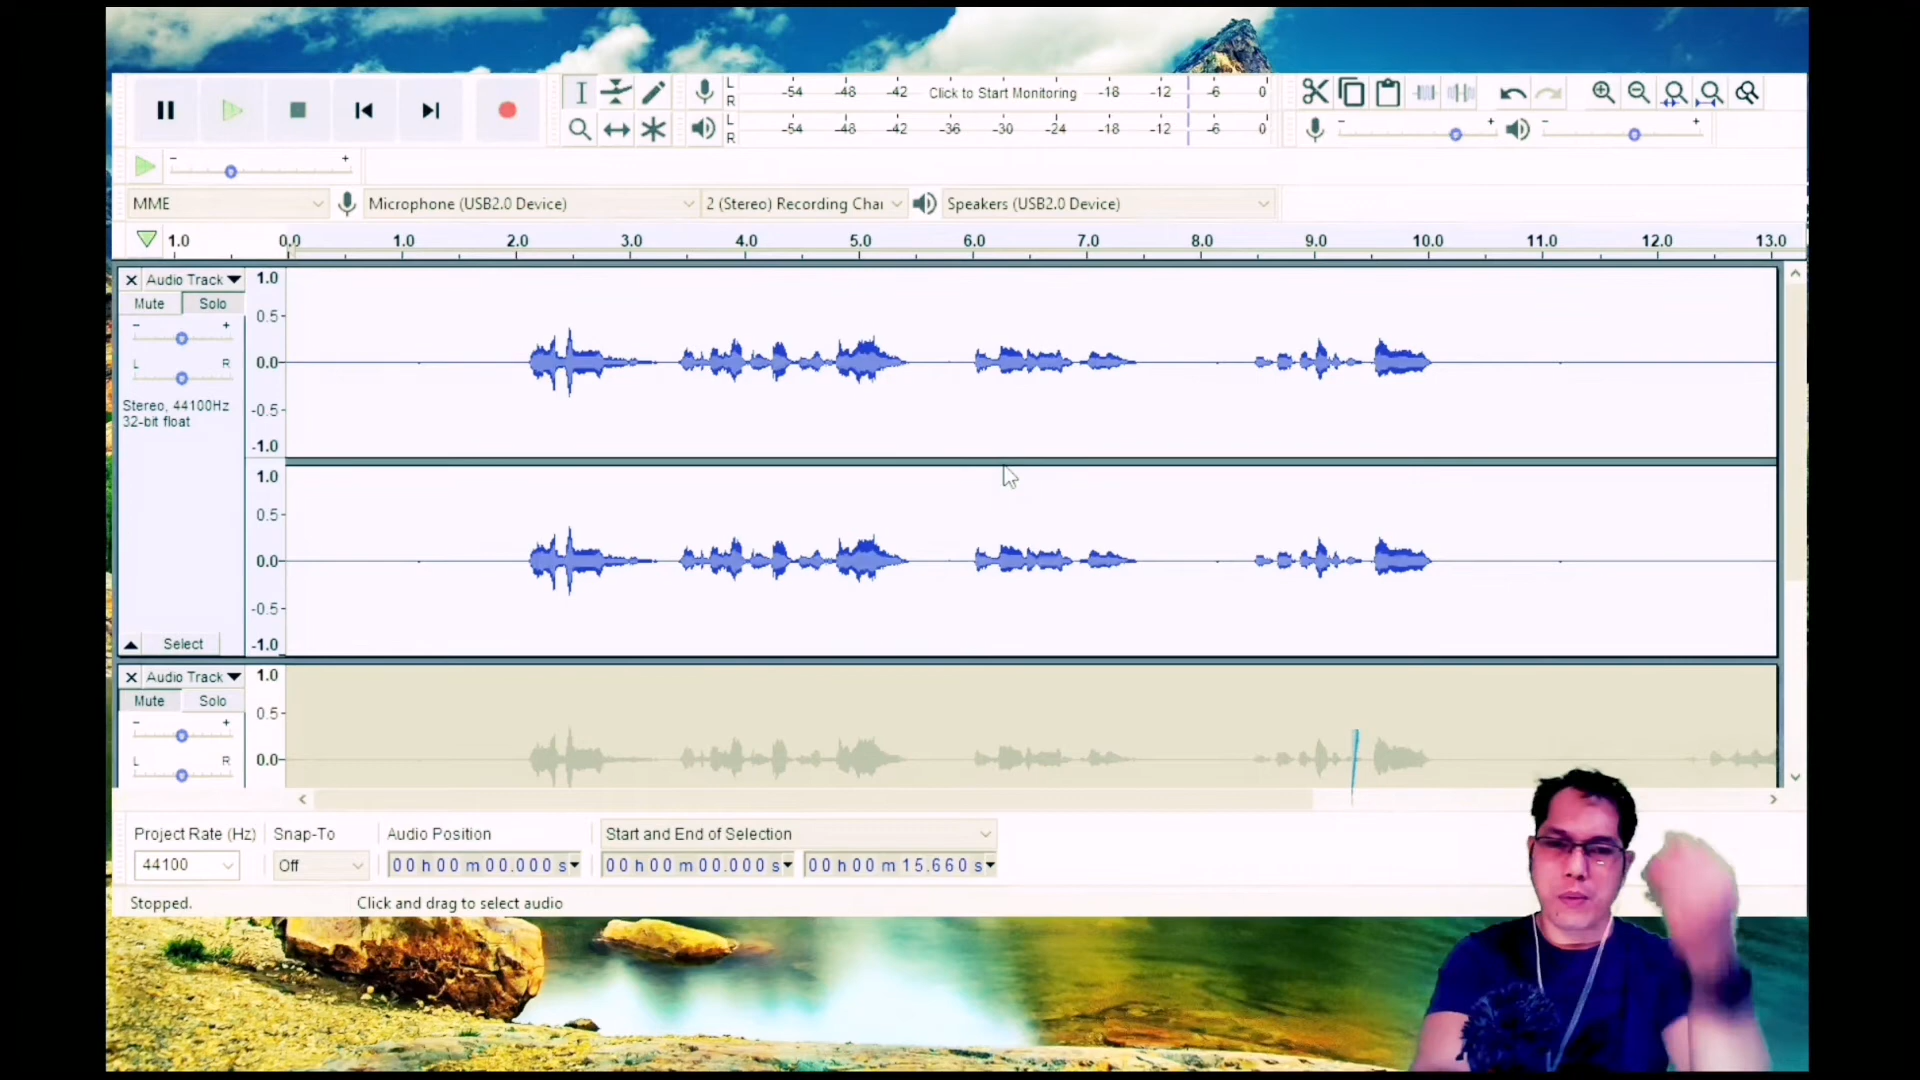 L
R
-54 -48 -42 Click to Start Monitoring -18 -12 -6 0
L
R
-54 -48 -42 -36 -30 -24 -18 -12 -6 0
- +
- +
- +
MME
Microphone (USB2.0 Device)
2 (Stereo) Recording Chai
Speakers (USB2.0 Device)
1.0 0.0 1.0 2.0 3.0 4.0 5.0 6.0 7.0 8.0 9.0 10.0 11.0 12.0 13.0
Audio Track
Mute Solo
- +
L R
Stereo, 44100Hz
32-bit float
Select
1.0
0.5
0.0
-0.5
-1.0
1.0
0.5
0.0
-0.5
-1.0
Audio Track
Mute Solo
- +
L R
1.0
0.5
0.0
Project Rate (Hz) Snap-To Audio Position Start and End of Selection
44100 Off 00 h 00 m 00.000 s 00 h 00 m 00.000 s 00 h 00 m 15.660 s
Stopped. Click and drag to select audio